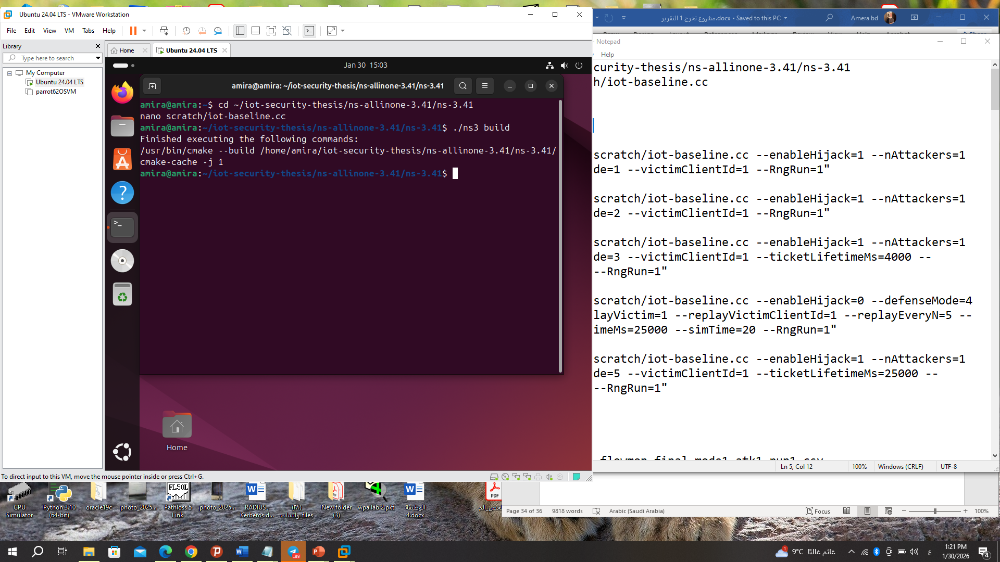 Ubuntu 24.04 LTS - VMware Workstation
File Edit View VM Tabs Help
Library
Type here to search
My Computer
Ubuntu 24.04 LTS
parrot62OSVM
Home
Ubuntu 24.04 LTS
Jan 30 15:03
amira@amira: ~/iot-security-thesis/ns-allinone-3.41/ns-3.41
amira@amira:~$ cd ~/iot-security-thesis/ns-allinone-3.41/ns-3.41
nano scratch/iot-baseline.cc
amira@amira:~/iot-security-thesis/ns-allinone-3.41/ns-3.41$ ./ns3 build
Finished executing the following commands:
/usr/bin/cmake --build /home/amira/iot-security-thesis/ns-allinone-3.41/ns-3.41/
cmake-cache -j 1
amira@amira:~/iot-security-thesis/ns-allinone-3.41/ns-3.41$
Home
To direct input to this VM, move the mouse pointer inside or press Ctrl+G.
مشروع تخرج 1 التقرير.docx • Saved to this PC
Amera bd
- Notepad
Help
curity-thesis/ns-allinone-3.41/ns-3.41
h/iot-baseline.cc
scratch/iot-baseline.cc --enableHijack=1 --nAttackers=1
de=1 --victimClientId=1 --RngRun=1"
scratch/iot-baseline.cc --enableHijack=1 --nAttackers=1
de=2 --victimClientId=1 --RngRun=1"
scratch/iot-baseline.cc --enableHijack=1 --nAttackers=1
de=3 --victimClientId=1 --ticketLifetimeMs=4000 --
--RngRun=1"
scratch/iot-baseline.cc --enableHijack=0 --defenseMode=4
layVictim=1 --replayVictimClientId=1 --replayEveryN=5 --
imeMs=25000 --simTime=20 --RngRun=1"
scratch/iot-baseline.cc --enableHijack=1 --nAttackers=1
de=5 --victimClientId=1 --ticketLifetimeMs=25000 --
--RngRun=1"
Ln 5, Col 12
100%
Windows (CRLF)
UTF-8
CPU Simulator
Python 3.10 (64-bit)
oracle19c
photo_2025...
Pathloss 5 Link
photo_2025...
RADIUS , Kerberos.d...
(٢٨) واتساب_files
New folder (3)
wpa lab 2.pkt
الوظيفة 4.docx
PDF
Page 34 of 36
9818 words
Arabic (Saudi Arabia)
Focus
100%
.89
9°C غائم غالبًا
ع
1:21 PM
1/30/2026
4